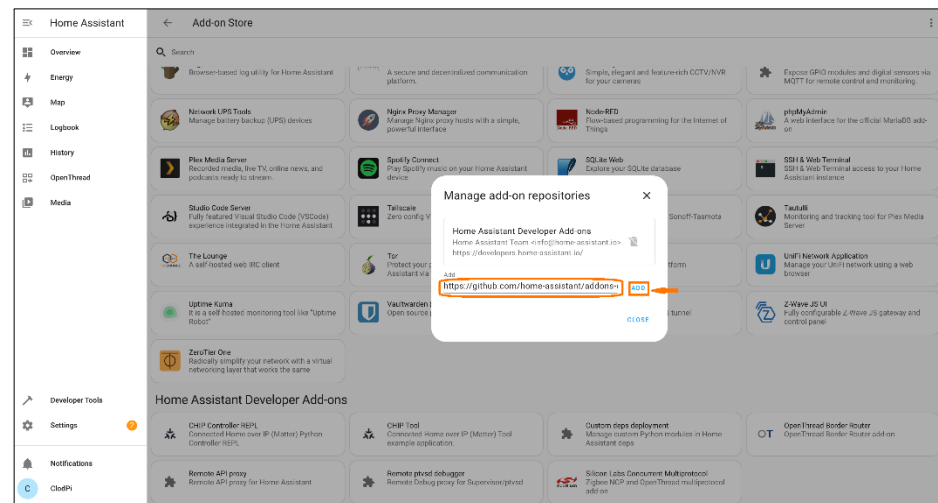 Home Assistant
Add-on Store
Search
Overview
Energy
Map
Logbook
History
OpenThread
Media
Developer Tools
Settings
2
Notifications
C
ClodPi
Browser-based log utility for Home Assistant
A secure and decentralized communication
platform.
Simple, elegant and feature-rich CCTV/NVR
for your cameras
Expose GPIO modules and digital sensors via
MQTT for remote control and monitoring.
Network UPS Tools
Manage battery backup (UPS) devices
Nginx Proxy Manager
Manage Nginx proxy hosts with a simple,
powerful interface
Node-RED
Flow-based programming for the Internet of
Things
phpMyAdmin
A web interface for the official MariaDB add-
on
Plex Media Server
Recorded media, live TV, online news, and
podcasts ready to stream.
Spotify Connect
Play Spotify music on your Home Assistant
device
SQLite Web
Explore your SQLite database
SSH & Web Terminal
SSH & Web Terminal access to your Home
Assistant instance
Studio Code Server
Fully featured Visual Studio Code (VSCode)
experience integrated in the Home Assistant
Tailscale
Zero config V
Sonoff-Tasmota
Tautulli
Monitoring and tracking tool for Plex Media
Server
The Lounge
A self-hosted web IRC client
Tor
Protect your p
Assistant via
tform
UniFi Network Application
Manage your UniFi network using a web
browser
Uptime Kuma
It is a self hosted monitoring tool like "Uptime
Robot"
Vaultwarden
Open source p
tunnel
Z-Wave JS UI
Fully configurable Z-Wave JS gateway and
control panel
ZeroTier One
Radically simplify your network with a virtual
networking layer that works the same
Manage add-on repositories
Home Assistant Developer Add-ons
Home Assistant Team <info@home-assistant.io>
https://developers.home-assistant.io/
Add
https://github.com/home-assistant/addons-
ADD
CLOSE
Home Assistant Developer Add-ons
CHIP Controller REPL
Connected Home over IP (Matter) Python
Controller REPL
CHIP Tool
Connected Home over IP (Matter) Tool
example application.
Custom deps deployment
Manage custom Python modules in Home
Assistant deps
OT
OpenThread Border Router
OpenThread Border Router add-on
Remote API proxy
Remote API proxy for Home Assistant
Remote ptvsd debugger
Remote Debug proxy for Supervisor/ptvsd
Silicon Labs Concurrent Multiprotocol
Zigbee NCP and OpenThread multiprotocol
add-on